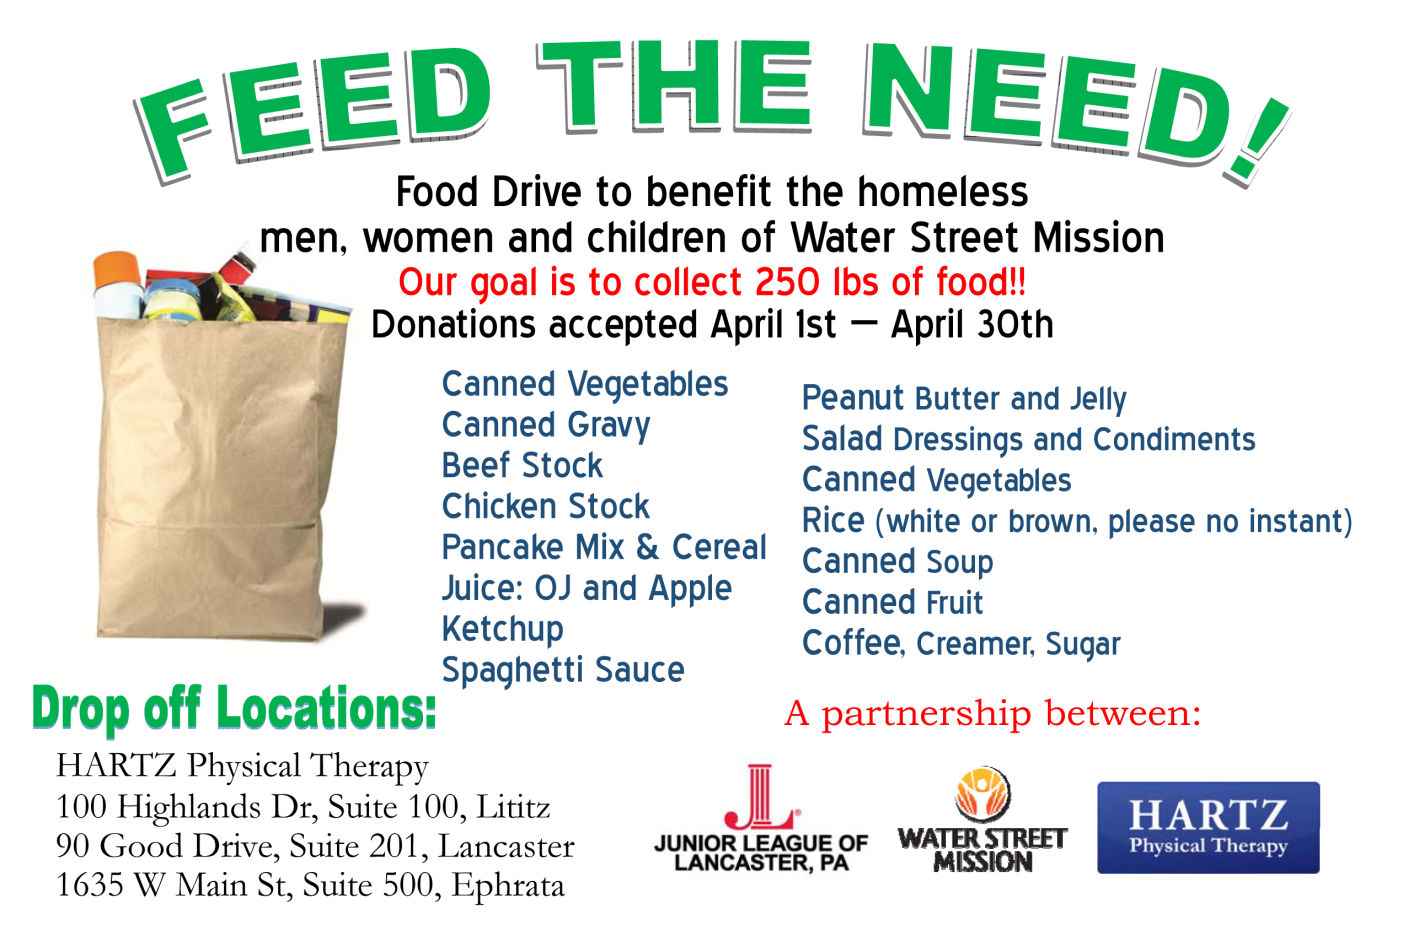 FEED THE NEED!
Food Drive to benefit the homeless
men, women and children of Water Street Mission
Our goal is to collect 250 lbs of food!!
Donations accepted April 1st — April 30th
Canned Vegetables
Canned Gravy
Beef Stock
Chicken Stock
Pancake Mix & Cereal
Juice: OJ and Apple
Ketchup
Spaghetti Sauce
Peanut Butter and Jelly
Salad Dressings and Condiments
Canned Vegetables
Rice (white or brown, please no instant)
Canned Soup
Canned Fruit
Coffee, Creamer, Sugar
Drop off Locations:
HARTZ Physical Therapy
100 Highlands Dr, Suite 100, Lititz
90 Good Drive, Suite 201, Lancaster
1635 W Main St, Suite 500, Ephrata
A partnership between:
JL®
JUNIOR LEAGUE OF
LANCASTER, PA
WATER STREET
MISSION
HARTZ
Physical Therapy